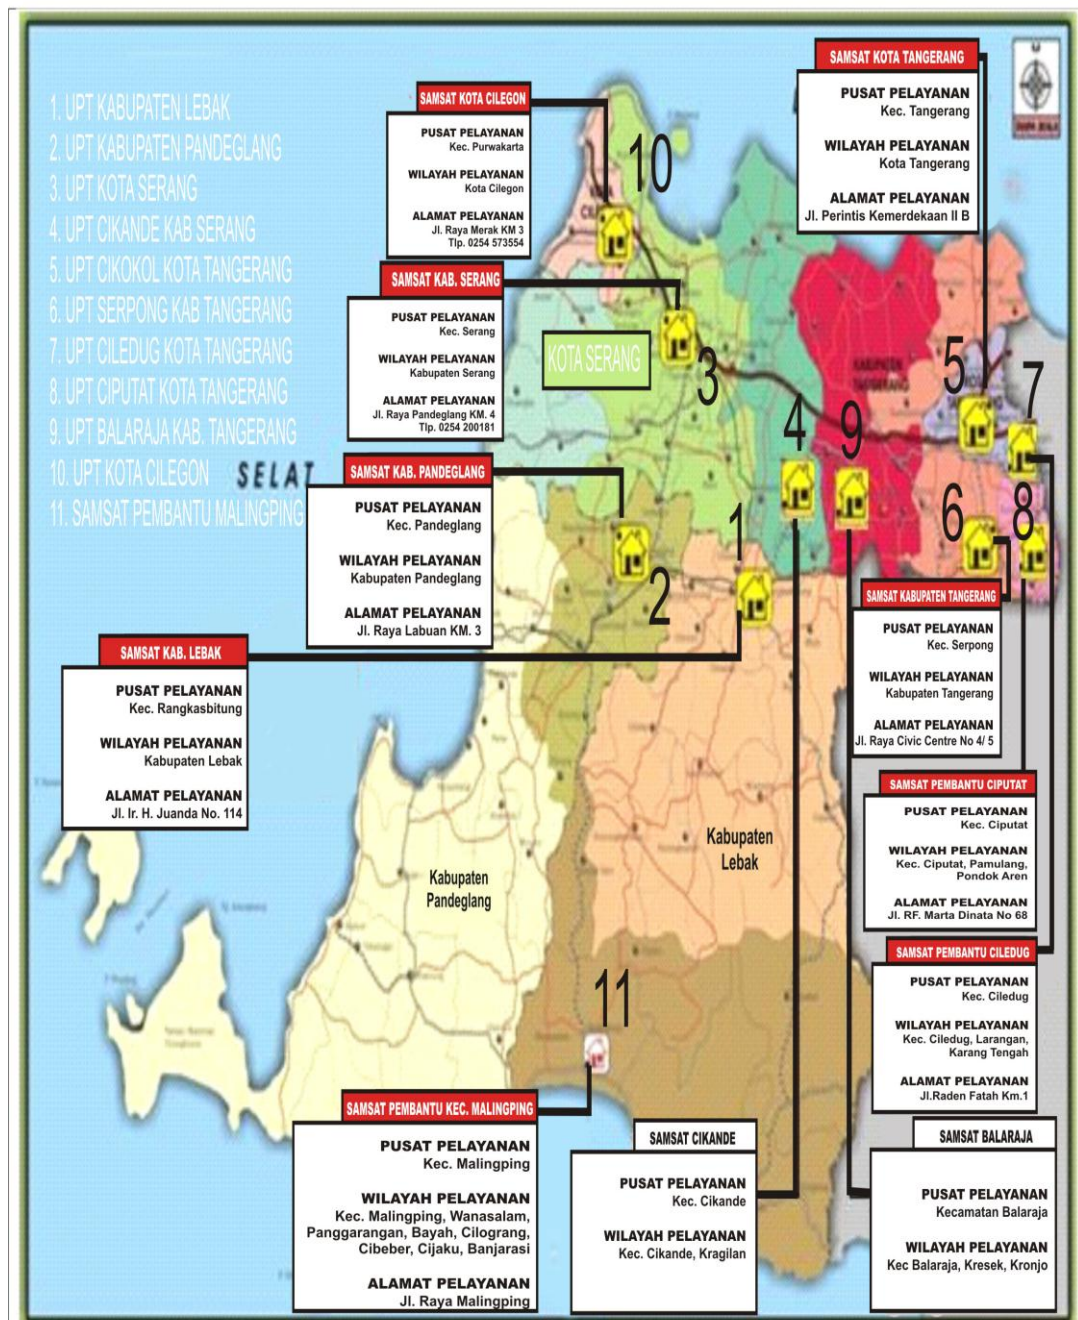 1. UPT KABUPATEN LEBAK
2. UPT KABUPATEN PANDEGLANG
3. UPT KOTA SERANG
4. UPT CIKANDE KAB SERANG
5. UPT CIKOKOL KOTA TANGERANG
6. UPT SERPONG KAB TANGERANG
7. UPT CILEDUG KOTA TANGERANG
8. UPT CIPUTAT KOTA TANGERANG
9. UPT BALARAJA KAB. TANGERANG
10. UPT KOTA CILEGON
11. SAMSAT PEMBANTU MALINGPING
SELAT
SAMSAT KOTA CILEGON
PUSAT PELAYANAN
Kec. Purwakarta
WILAYAH PELAYANAN
Kota Cilegon
ALAMAT PELAYANAN
Jl. Raya Merak KM 3
Tlp. 0254 573554
SAMSAT KOTA TANGERANG
PUSAT PELAYANAN
Kec. Tangerang
WILAYAH PELAYANAN
Kota Tangerang
ALAMAT PELAYANAN
Jl. Perintis Kemerdekaan II B
SAMSAT KAB. SERANG
PUSAT PELAYANAN
Kec. Serang
WILAYAH PELAYANAN
Kabupaten Serang
ALAMAT PELAYANAN
Jl. Raya Pandeglang KM. 4
Tlp. 0254 200181
KOTA SERANG
KABUPATEN
TANGERANG
10
3
4
9
5
7
6
8
1
2
11
SAMSAT KAB. PANDEGLANG
PUSAT PELAYANAN
Kec. Pandeglang
WILAYAH PELAYANAN
Kabupaten Pandeglang
ALAMAT PELAYANAN
Jl. Raya Labuan KM. 3
SAMSAT KAB. LEBAK
PUSAT PELAYANAN
Kec. Rangkasbitung
WILAYAH PELAYANAN
Kabupaten Lebak
ALAMAT PELAYANAN
Jl. Ir. H. Juanda No. 114
SAMSAT KABUPATEN TANGERANG
PUSAT PELAYANAN
Kec. Serpong
WILAYAH PELAYANAN
Kabupaten Tangerang
ALAMAT PELAYANAN
Jl. Raya Civic Centre No 4/ 5
SAMSAT PEMBANTU CIPUTAT
PUSAT PELAYANAN
Kec. Ciputat
WILAYAH PELAYANAN
Kec. Ciputat, Pamulang,
Pondok Aren
ALAMAT PELAYANAN
Jl. RF. Marta Dinata No 68
Kabupaten
Pandeglang
Kabupaten
Lebak
SAMSAT PEMBANTU CILEDUG
PUSAT PELAYANAN
Kec. Ciledug
WILAYAH PELAYANAN
Kec. Ciledug, Larangan,
Karang Tengah
ALAMAT PELAYANAN
Jl.Raden Fatah Km.1
SAMSAT PEMBANTU KEC. MALINGPING
PUSAT PELAYANAN
Kec. Malingping
WILAYAH PELAYANAN
Kec. Malingping, Wanasalam,
Panggarangan, Bayah, Cilograng,
Cibeber, Cijaku, Banjarasi
ALAMAT PELAYANAN
Jl. Raya Malingping
SAMSAT CIKANDE
PUSAT PELAYANAN
Kec. Cikande
WILAYAH PELAYANAN
Kec. Cikande, Kragilan
SAMSAT BALARAJA
PUSAT PELAYANAN
Kecamatan Balaraja
WILAYAH PELAYANAN
Kec Balaraja, Kresek, Kronjo